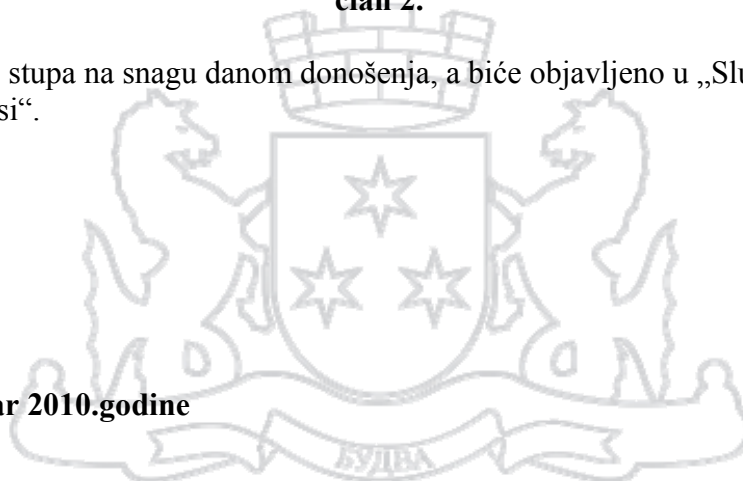 član 2.
stupa na snagu danom donošenja, a biće objavljeno u „Slu
si“.
ar 2010.godine
БУДВА